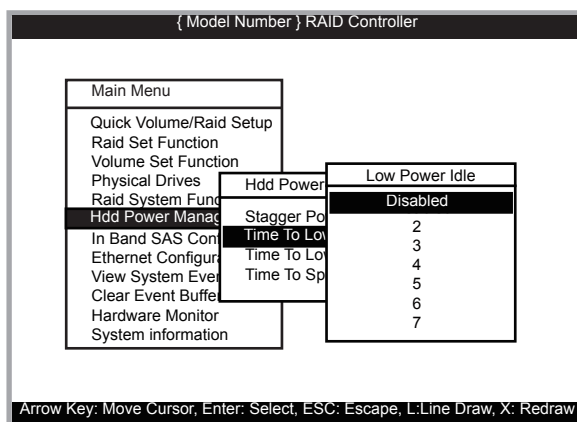 { Model Number } RAID Controller
Main Menu
Quick Volume/Raid Setup
Raid Set Function
Volume Set Function
Physical Drives
Raid System Func
Hdd Power Manag
In Band SAS Con
Ethernet Configura
View System Even
Clear Event Buffe
Hardware Monitor
System information
Hdd Power
Stagger Po
Time To Lo
Time To Lo
Time To Sp
Low Power Idle
Disabled
2
3
4
5
6
7
Arrow Key: Move Cursor, Enter: Select, ESC: Escape, L:Line Draw, X: Redraw